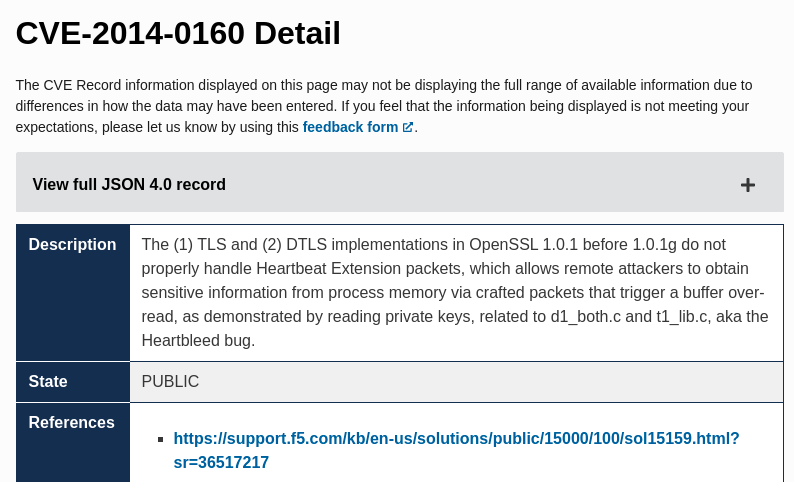 CVE-2014-0160 Detail
The CVE Record information displayed on this page may not be displaying the full range of available information due to
differences in how the data may have been entered. If you feel that the information being displayed is not meeting your
expectations, please let us know by using this feedback form.
View full JSON 4.0 record
Description
The (1) TLS and (2) DTLS implementations in OpenSSL 1.0.1 before 1.0.1g do not
properly handle Heartbeat Extension packets, which allows remote attackers to obtain
sensitive information from process memory via crafted packets that trigger a buffer over-
read, as demonstrated by reading private keys, related to d1_both.c and t1_lib.c, aka the
Heartbleed bug.
State
PUBLIC
References
https://support.f5.com/kb/en-us/solutions/public/15000/100/sol15159.html?
sr=36517217